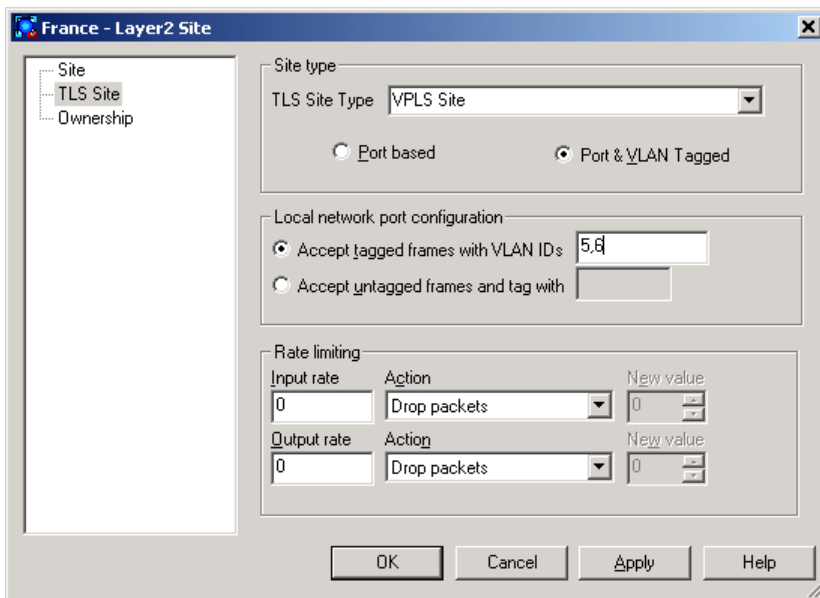 France - Layer2 Site
Site
TLS Site
Ownership
Site type
TLS Site Type VPLS Site
Port based Port & VLAN Tagged
Local network port configuration
Accept tagged frames with VLAN IDs 5,6
Accept untagged frames and tag with
Rate limiting
Input rate Action New value
0 Drop packets 0
Output rate Action New value
0 Drop packets 0
OK Cancel Apply Help